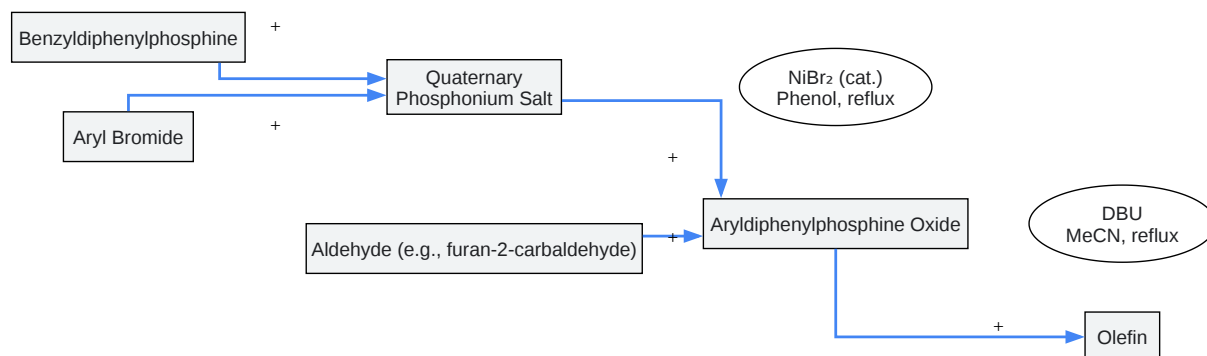 Benzyldiphenylphosphine
+
Quaternary
Phosphonium Salt
NiBr₂ (cat.)
Phenol, reflux
Aryl Bromide
+
+
Aryldiphenylphosphine Oxide
DBU
MeCN, reflux
Aldehyde (e.g., furan-2-carbaldehyde)
+
+
Olefin